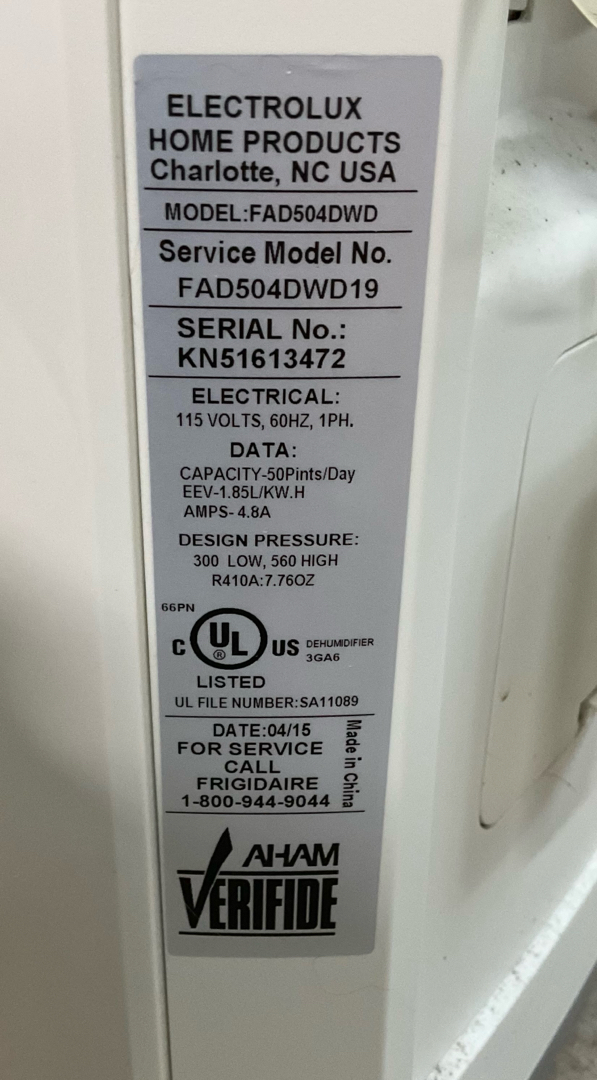 ELECTROLUX
HOME PRODUCTS
Charlotte, NC USA
MODEL:FAD504DWD
Service Model No.
FAD504DWD19
SERIAL No.:
KN51613472
ELECTRICAL:
115 VOLTS, 60HZ, 1PH.
DATA:
CAPACITY-50Pints/Day
EEV-1.85L/KW.H
AMPS- 4.8A
DESIGN PRESSURE:
300 LOW, 560 HIGH
R410A:7.76OZ
66PN
C UL® US DEHUMIDIFIER
3GA6
LISTED
UL FILE NUMBER:SA11089
DATE:04/15
FOR SERVICE
CALL
FRIGIDAIRE
1-800-944-9044
Made in China
AHAM
VERIFIDE